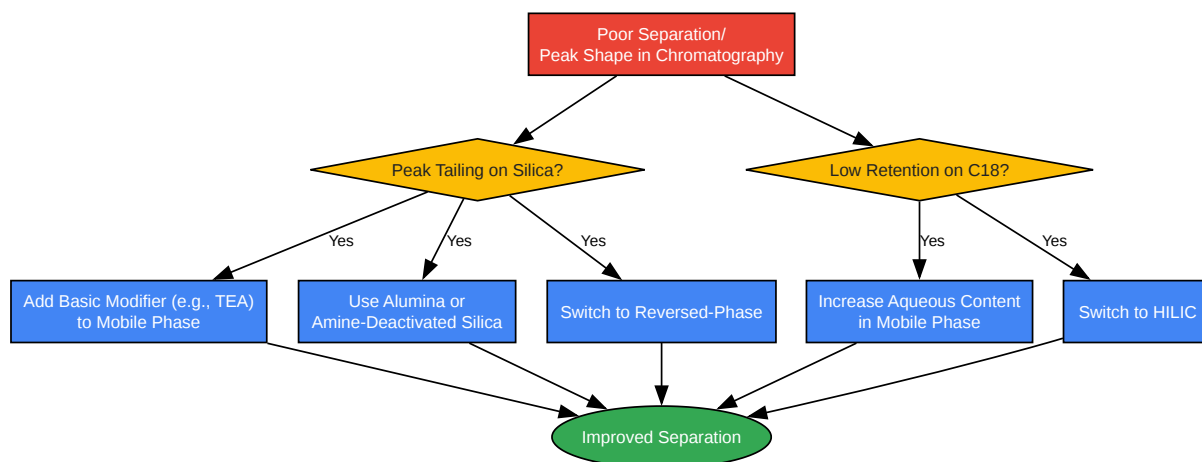 Poor Separation/
Peak Shape in Chromatography
Peak Tailing on Silica?
Low Retention on C18?
Yes
Yes
Yes
Yes
Yes
Add Basic Modifier (e.g., TEA)
to Mobile Phase
Use Alumina or
Amine-Deactivated Silica
Switch to Reversed-Phase
Increase Aqueous Content
in Mobile Phase
Switch to HILIC
Improved Separation